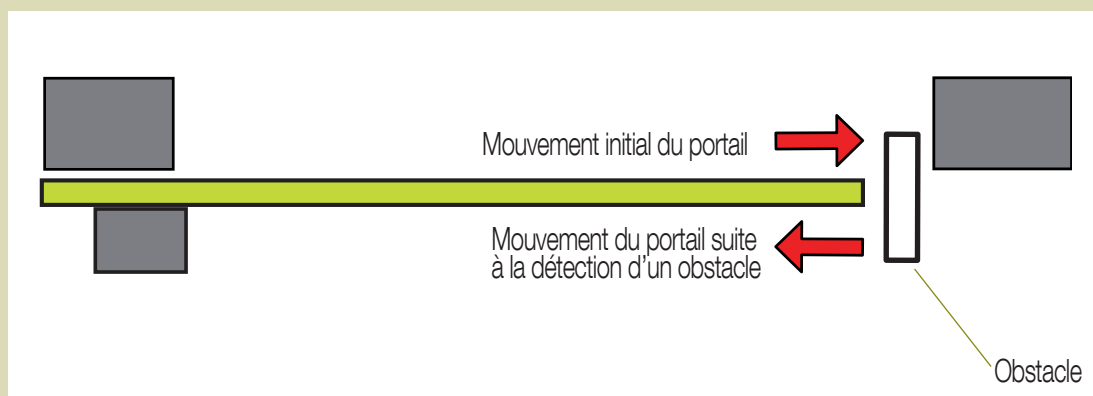 Mouvement initial du portail
Mouvement du portail suite
à la détection d'un obstacle
Obstacle